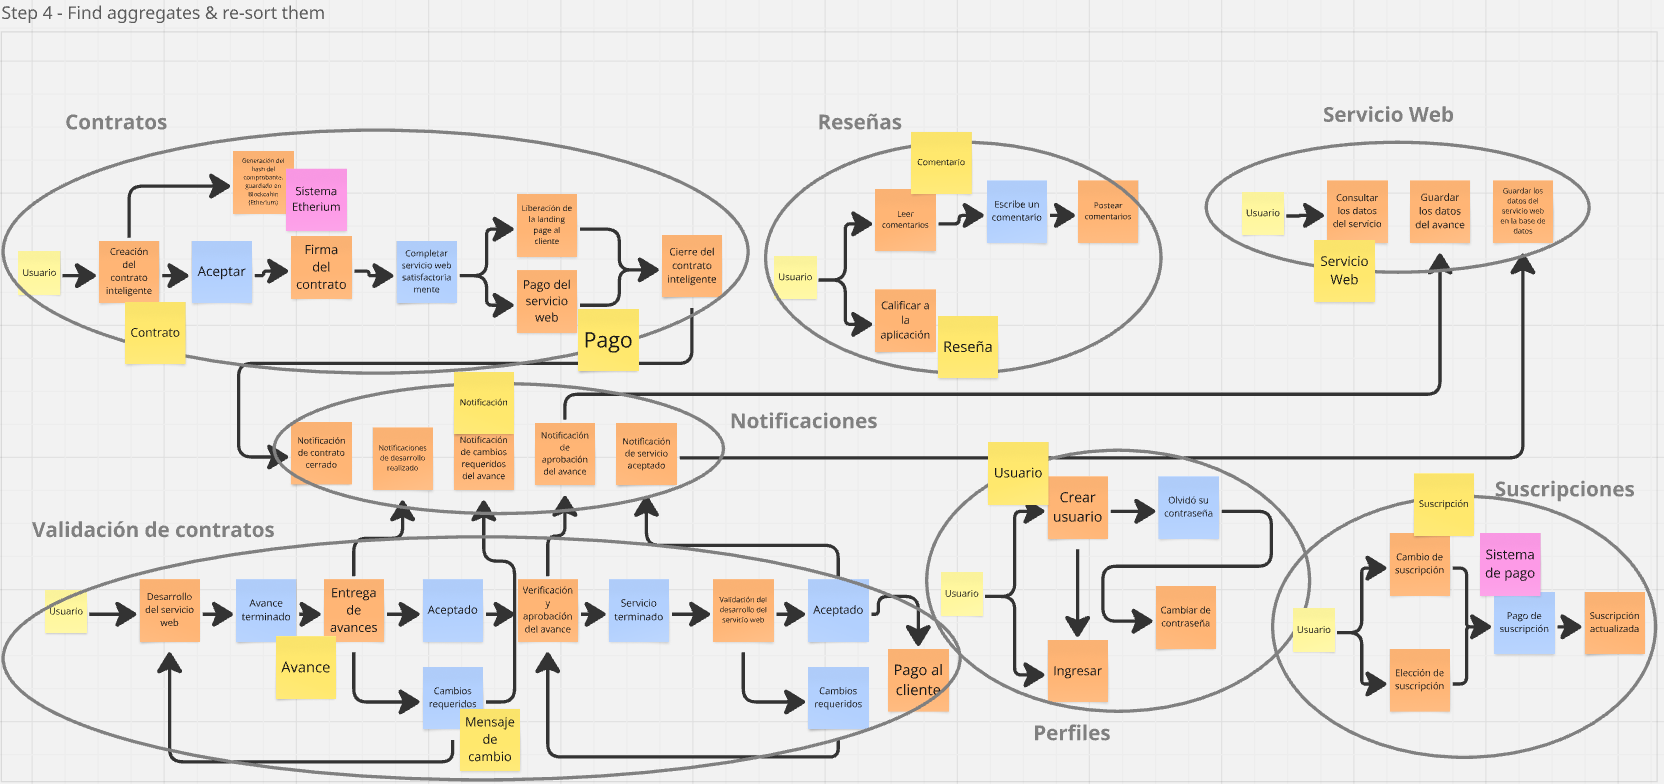 Step 4 - Find aggregates & re-sort them
Contratos
Generación del
hash del
comprobante,
guardado en
Blockcahin
(Etherium)
Sistema
Etherium
Usuario
Creación
del
contrato
inteligente
Contrato
Aceptar
Firma
del
contrato
Completar
servicio web
satisfactoria
mente
Liberación de
la landing
page al
cliente
Pago del
servicio
web
Pago
Cierre del
contrato
inteligente
Reseñas
Comentario
Usuario
Leer
comentarios
Escribe un
comentario
Postear
comentarios
Calificar a
la
aplicación
Reseña
Servicio Web
Usuario
Consultar
los datos
del servicio
Servicio
Web
Guardar
los datos
del avance
Guardar los
datos del
servicio web
en la base de
datos
Notificaciones
Notificación
Notificación
de contrato
cerrado
Notificaciones
de desarrollo
realizado
Notificación
de cambios
requeridos
del avance
Notificación
de
aprobación
del avance
Notificación
de servicio
aceptado
Validación de contratos
Usuario
Desarrollo
del servicio
web
Avance
terminado
Entrega
de
avances
Avance
Aceptado
Cambios
requeridos
Mensaje
de
cambio
Verificación
y
aprobación
del avance
Servicio
terminado
Validación del
desarrollo del
servicio web
Aceptado
Cambios
requeridos
Pago al
cliente
Usuario
Usuario
Crear
usuario
Olvidó su
contraseña
Cambiar de
contraseña
Ingresar
Perfiles
Suscripciones
Suscripción
Usuario
Cambio de
suscripción
Elección de
suscripción
Sistema
de pago
Pago de
suscripción
Suscripción
actualizada